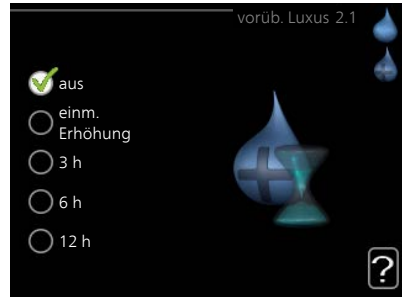 vorüb. Luxus 2.1
aus
einm.
Erhöhung
3 h
6 h
12 h
?